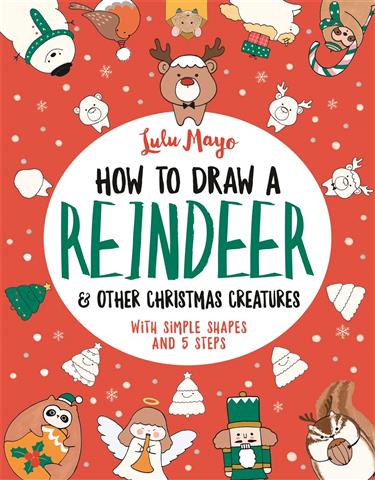 Lulu Mayo
HOW TO DRAW A
REINDEER
& OTHER CHRISTMAS CREATURES
WITH SIMPLE SHAPES
AND 5 STEPS